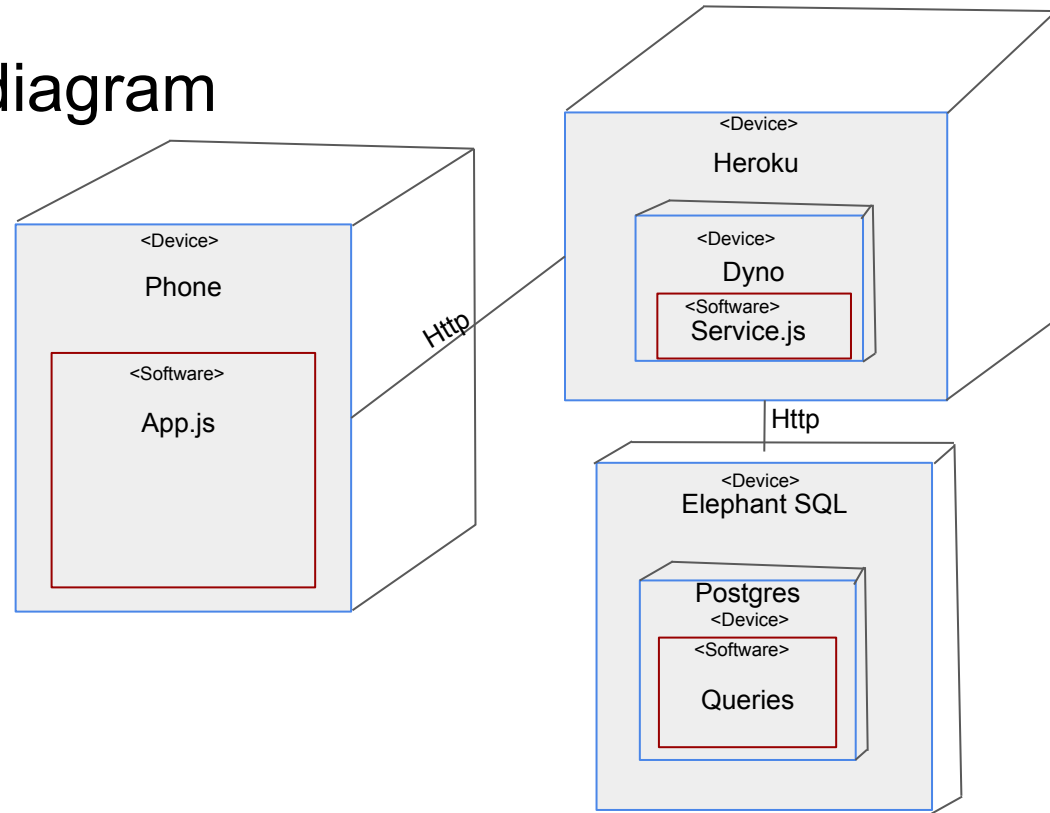 diagram
<Device>
Phone
<Software>
App.js
Http
<Device>
Heroku
<Device>
Dyno
<Software>
Service.js
Http
<Device>
Elephant SQL
Postgres
<Device>
<Software>
Queries